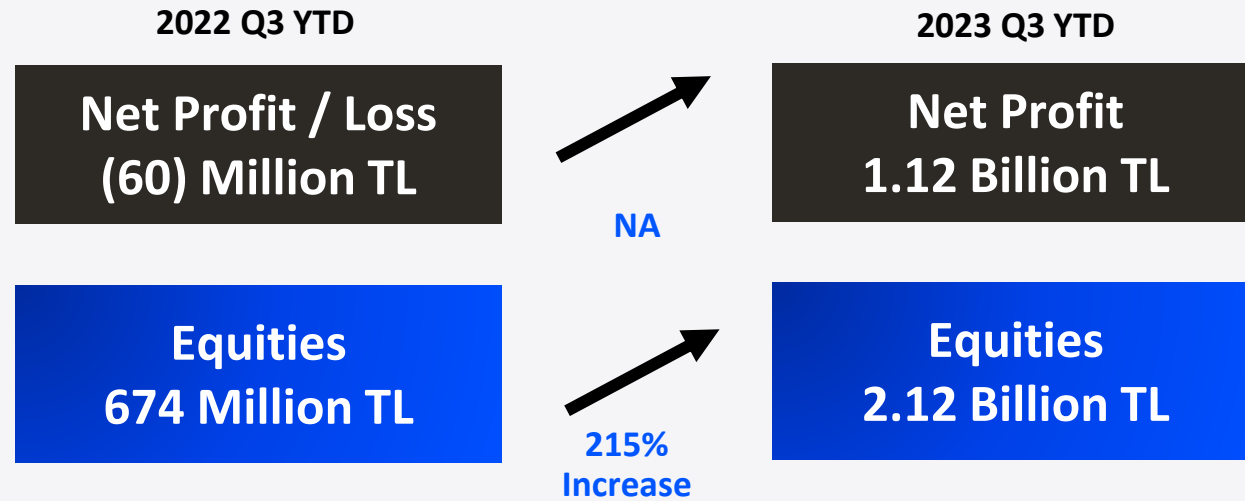 2022 Q3 YTD
2023 Q3 YTD
Net Profit / Loss
(60) Million TL
NA
Net Profit
1.12 Billion TL
Equities
674 Million TL
215%
Increase
Equities
2.12 Billion TL